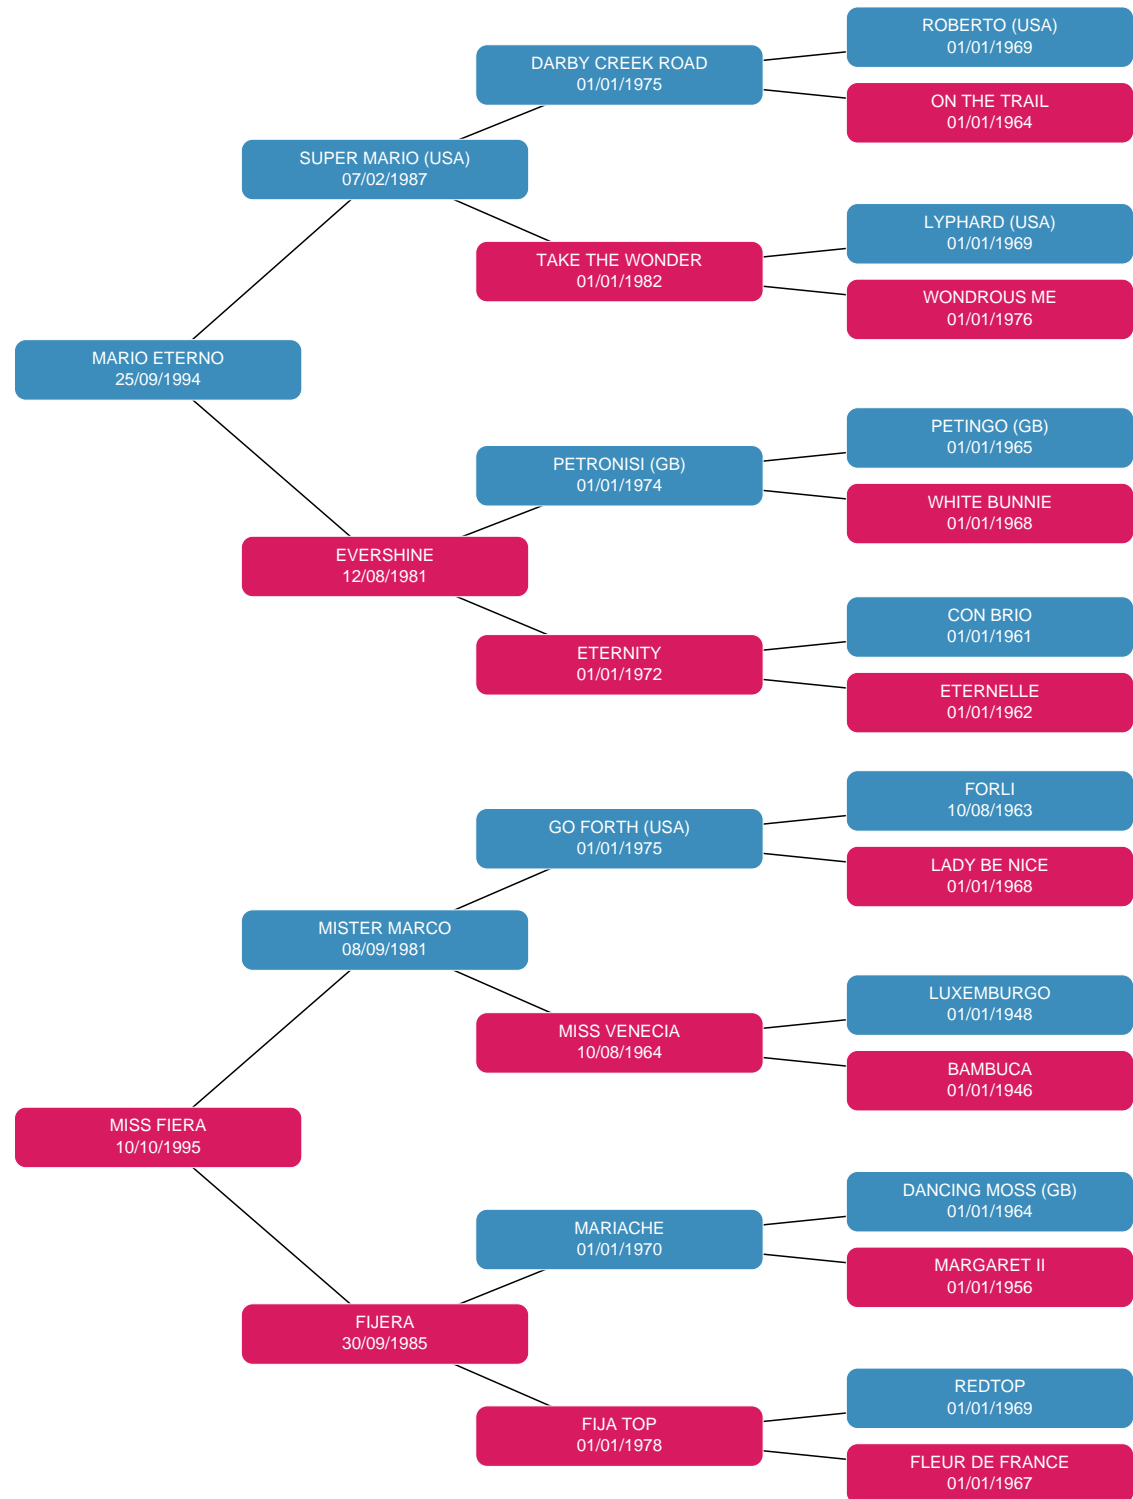 ROBERTO (USA)
01/01/1969
DARBY CREEK ROAD
01/01/1975
ON THE TRAIL
01/01/1964
SUPER MARIO (USA)
07/02/1987
LYPHARD (USA)
01/01/1969
TAKE THE WONDER
01/01/1982
WONDROUS ME
01/01/1976
MARIO ETERNO
25/09/1994
PETINGO (GB)
01/01/1965
PETRONISI (GB)
01/01/1974
WHITE BUNNIE
01/01/1968
EVERSHINE
12/08/1981
CON BRIO
01/01/1961
ETERNITY
01/01/1972
ETERNELLE
01/01/1962
FORLI
10/08/1963
GO FORTH (USA)
01/01/1975
LADY BE NICE
01/01/1968
MISTER MARCO
08/09/1981
LUXEMBURGO
01/01/1948
MISS VENECIA
10/08/1964
BAMBUCA
01/01/1946
MISS FIERA
10/10/1995
DANCING MOSS (GB)
01/01/1964
MARIACHE
01/01/1970
MARGARET II
01/01/1956
FIJERA
30/09/1985
REDTOP
01/01/1969
FIJA TOP
01/01/1978
FLEUR DE FRANCE
01/01/1967